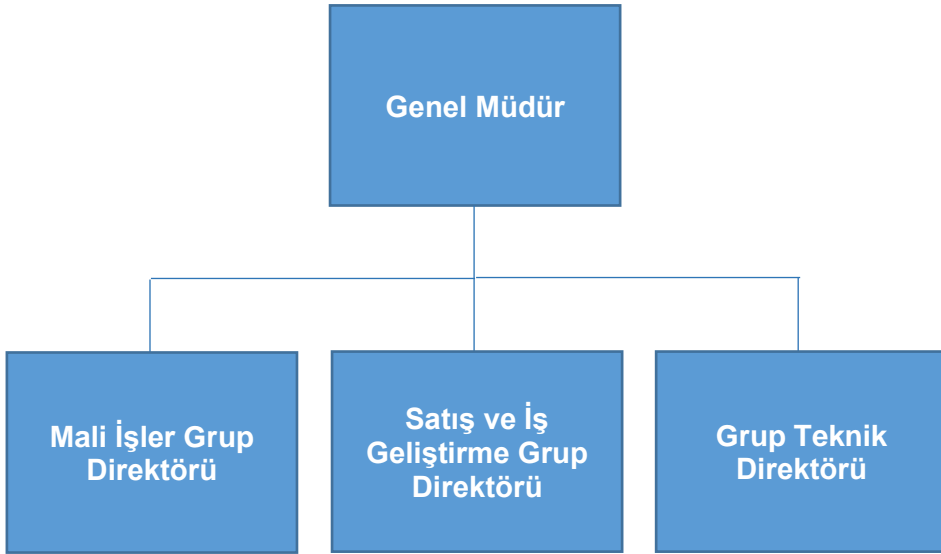 Genel Müdür
Mali İşler Grup
Direktörü
Satış ve İş
Geliştirme Grup
Direktörü
Grup Teknik
Direktörü